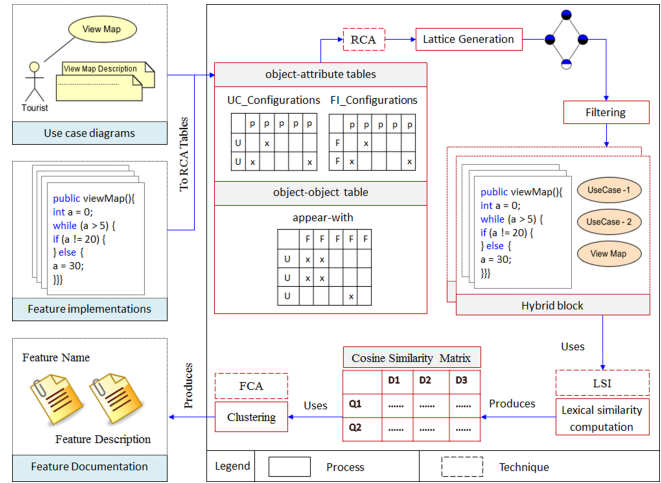 View Map
View Map Description
Tourist
Use case diagrams
public viewMap(){
int a = 0;
while (a > 5) {
if (a != 20) {
} else {
a = 30;
}}}
Feature implementations
To RCA Tables
RCA
Lattice Generation
object-attribute tables
UC_Configurations FI_Configurations
p p p p p
U x
U x x
p p p p p
F x
F x x
object-object table
appear-with
F F F F F
U x x
U x x
U x
Filtering
public viewMap(){
int a = 0;
while (a > 5) {
if (a != 20) {
} else {
a = 30;
}}}
UseCase -1
UseCase - 2
View Map
Hybrid block
Uses
LSI
Lexical similarity
computation
Produces
Cosine Similarity Matrix
D1 D2 D3
Q1 ...... ...... ......
Q2 ...... ...... ......
Uses
FCA
Clustering
Produces
Feature Name
Feature Description
Feature Documentation
Legend Process Technique